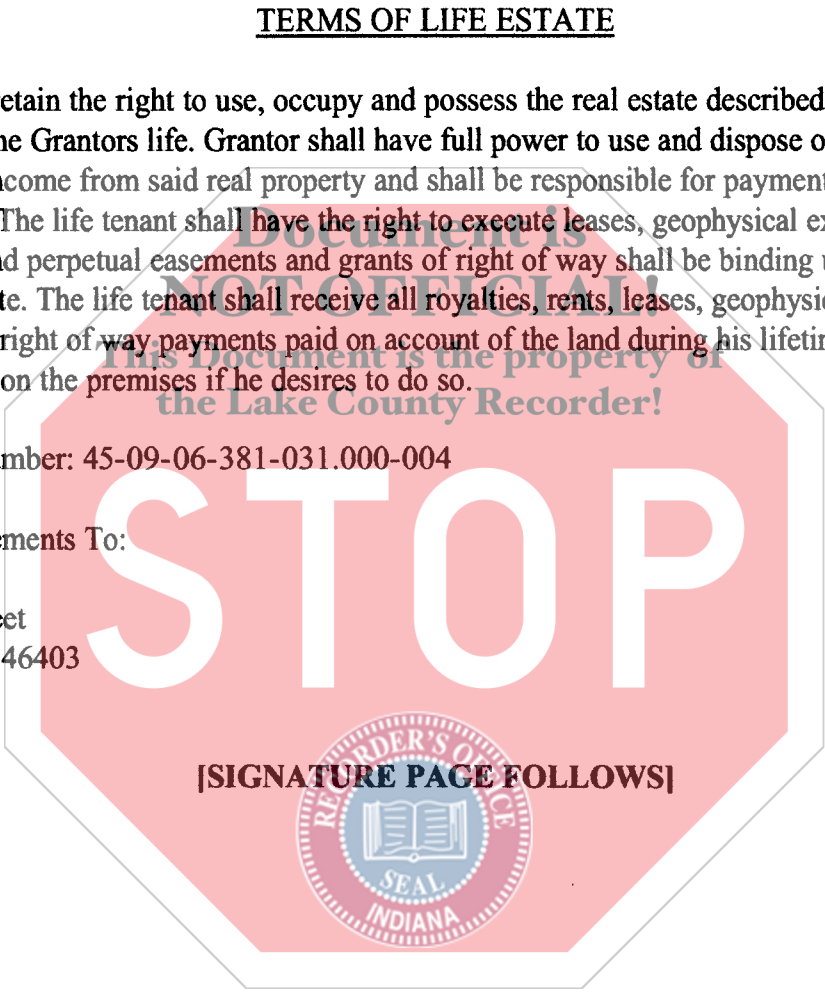 TERMS OF LIFE ESTATE
etain the right to use, occupy and possess the real estate described
ne Grantors life. Grantor shall have full power to use and dispose o
ncome from said real property and shall be responsible for payment
The life tenant shall have the right to execute leases, geophysical ex
d perpetual easements and grants of right of way shall be binding u
te. The life tenant shall receive all royalties, rents, leases, geophysic
right of way payments paid on account of the land during his lifetin
on the premises if he desires to do so.
Document is
NOT OFFICIAL!
This Document is the property of
the Lake County Recorder!
mber: 45-09-06-381-031.000-004
ments To:
eet
46403
STOP
[SIGNATURE PAGE FOLLOWS]
RECORDER'S OFFICE
SEAL
INDIANA